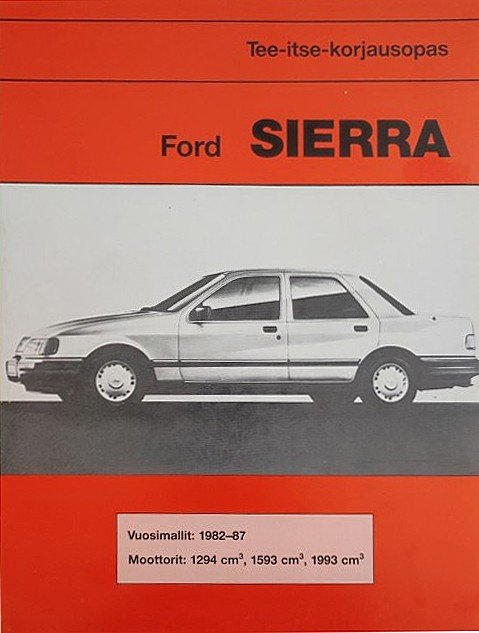 Tee-itse-korjausopas
Ford SIERRA
Vuosimallit: 1982–87
Moottorit: 1294 cm³, 1593 cm³, 1993 cm³